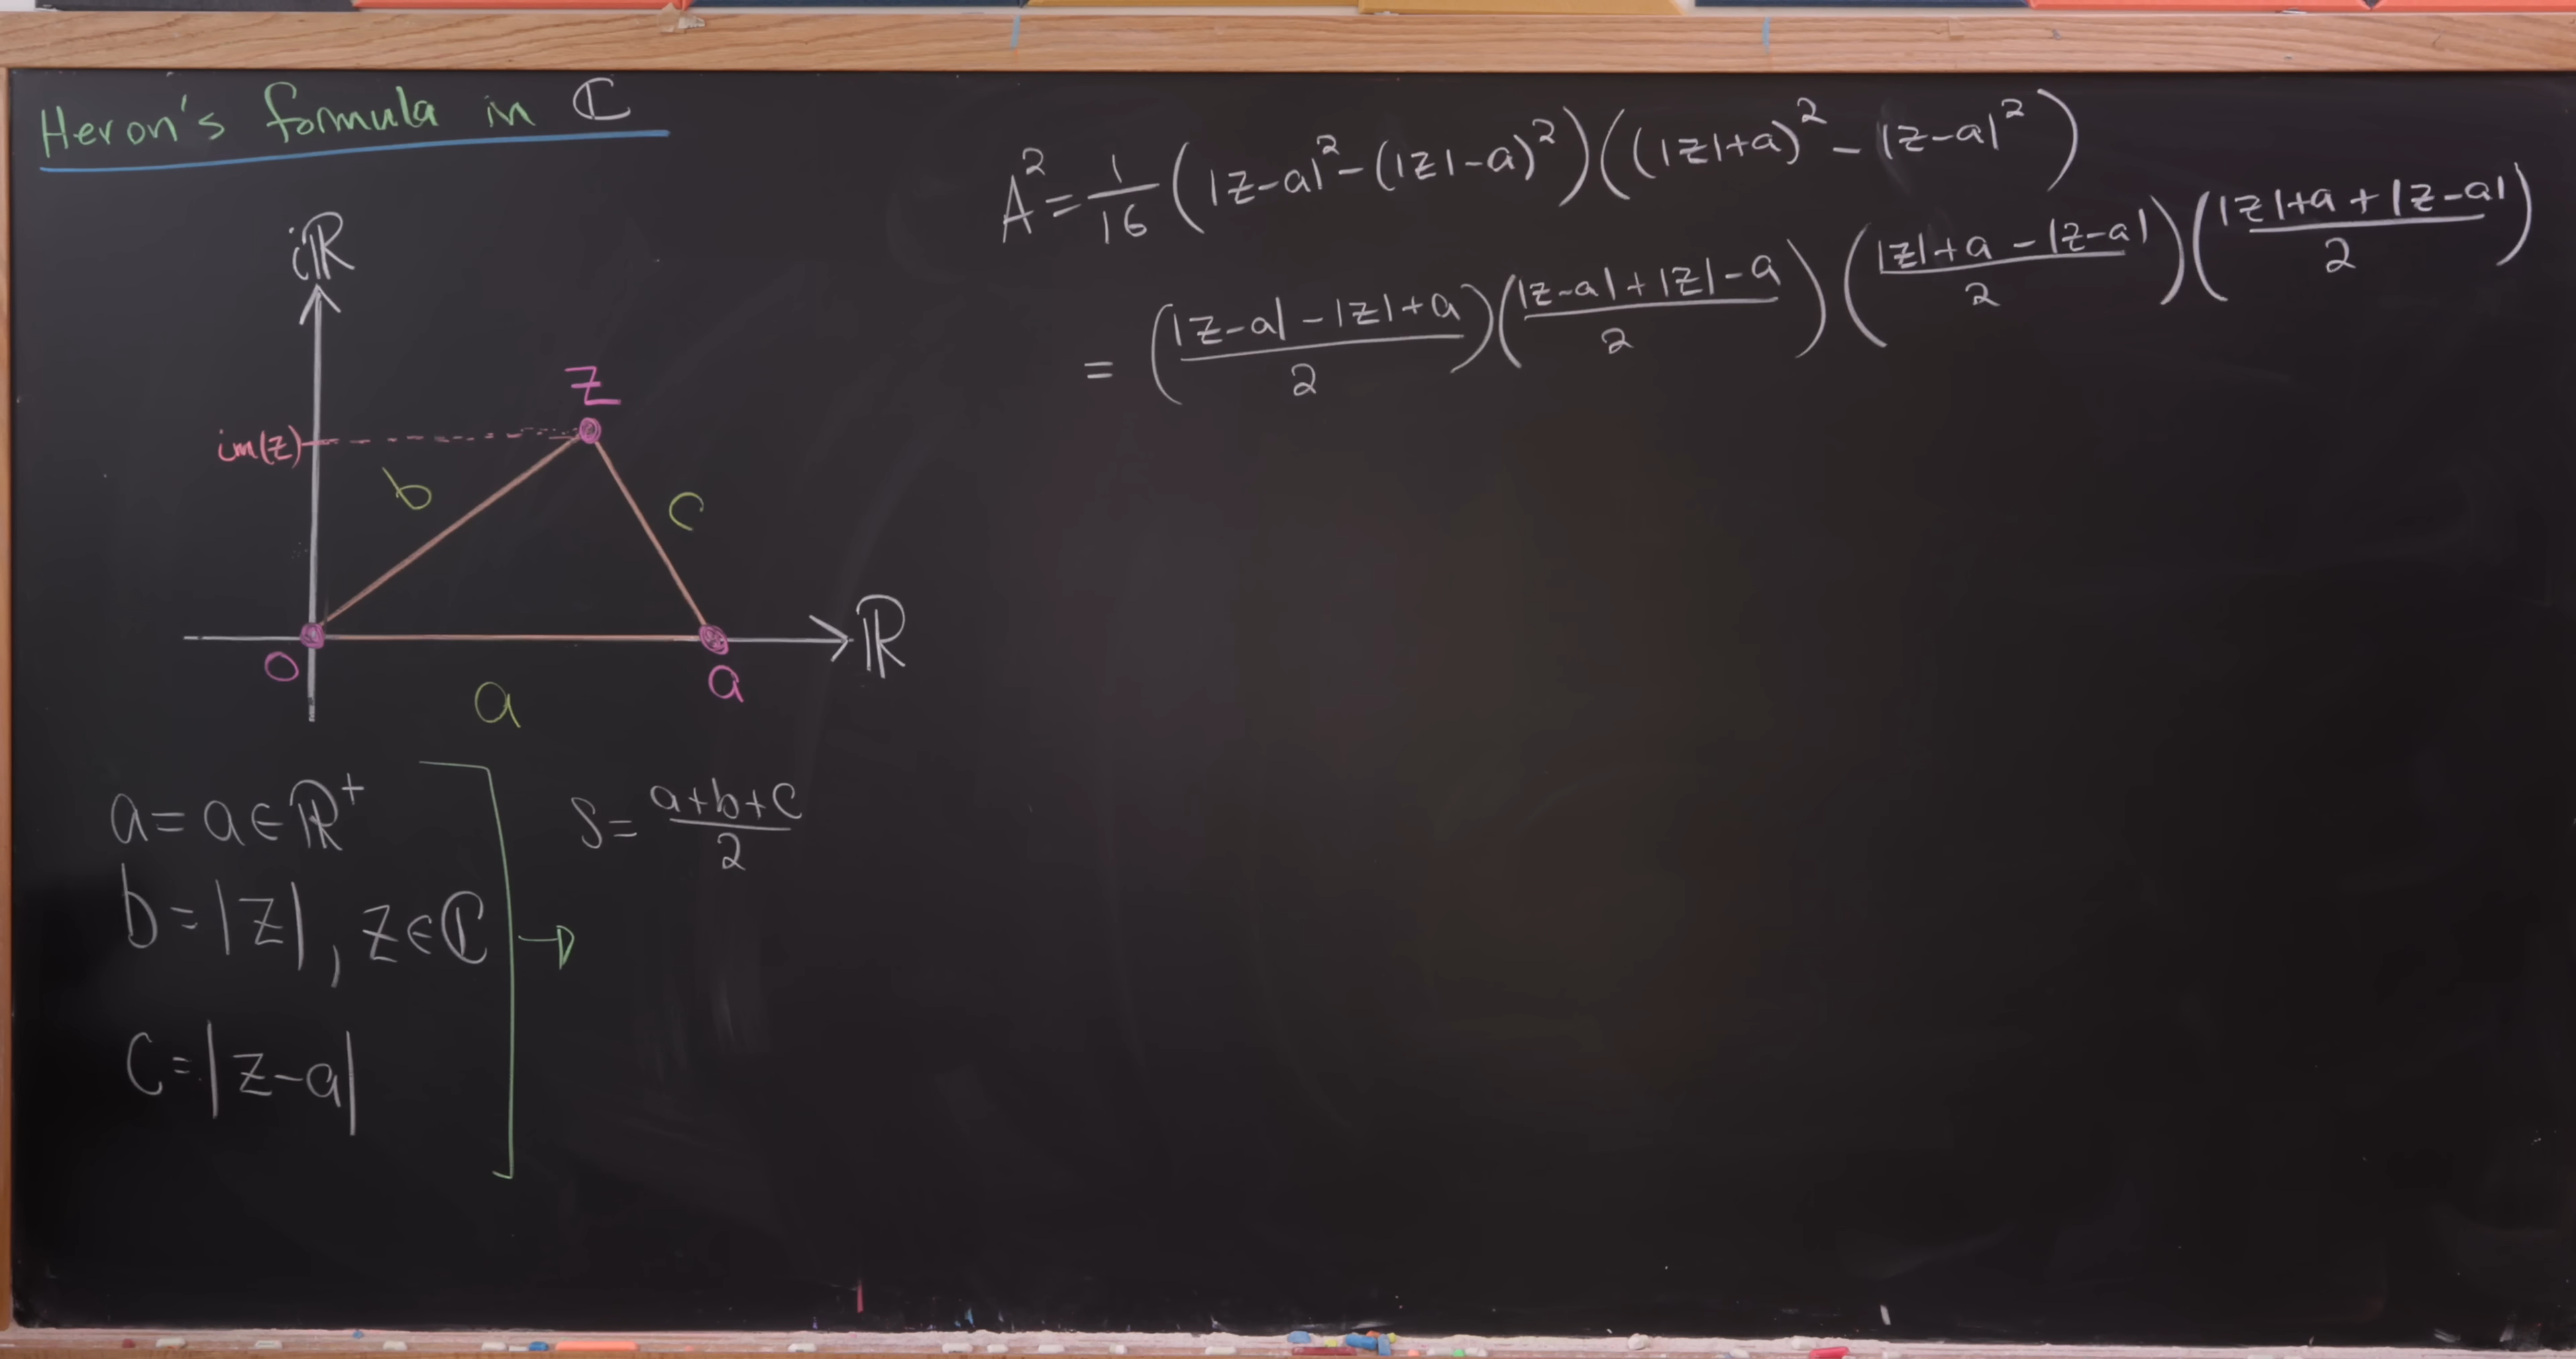 Heron's formula in ℂ
iℝ
z
im(z)
b
c
0
a
ℝ
a
a = a ∈ ℝ⁺
b = |z|, z ∈ ℂ
c = |z-a|
s = (a+b+c)/2
A² = 1/16 (|z-a|² - (|z|-a)²)((|z|+a)² - |z-a|²)
= ((|z-a| - |z| + a)/2)((|z-a| + |z| - a)/2)((|z| + a - |z-a|)/2)((|z| + a + |z-a|)/2)